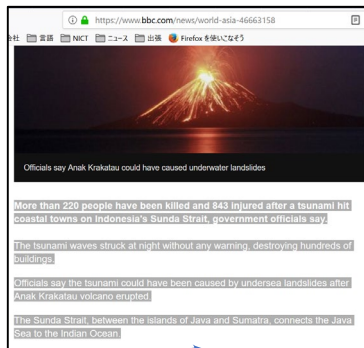 https://www.bbc.com/news/world-asia-46663158
会社 言語 NICT ニュース 出張 Firefox を使いこなそう
Officials say Anak Krakatau could have caused underwater landslides
More than 220 people have been killed and 843 injured after a tsunami hit
coastal towns on Indonesia's Sunda Strait, government officials say.
The tsunami waves struck at night without any warning, destroying hundreds of
buildings.
Officials say the tsunami could have been caused by undersea landslides after
Anak Krakatau volcano erupted.
The Sunda Strait, between the islands of Java and Sumatra, connects the Java
Sea to the Indian Ocean.